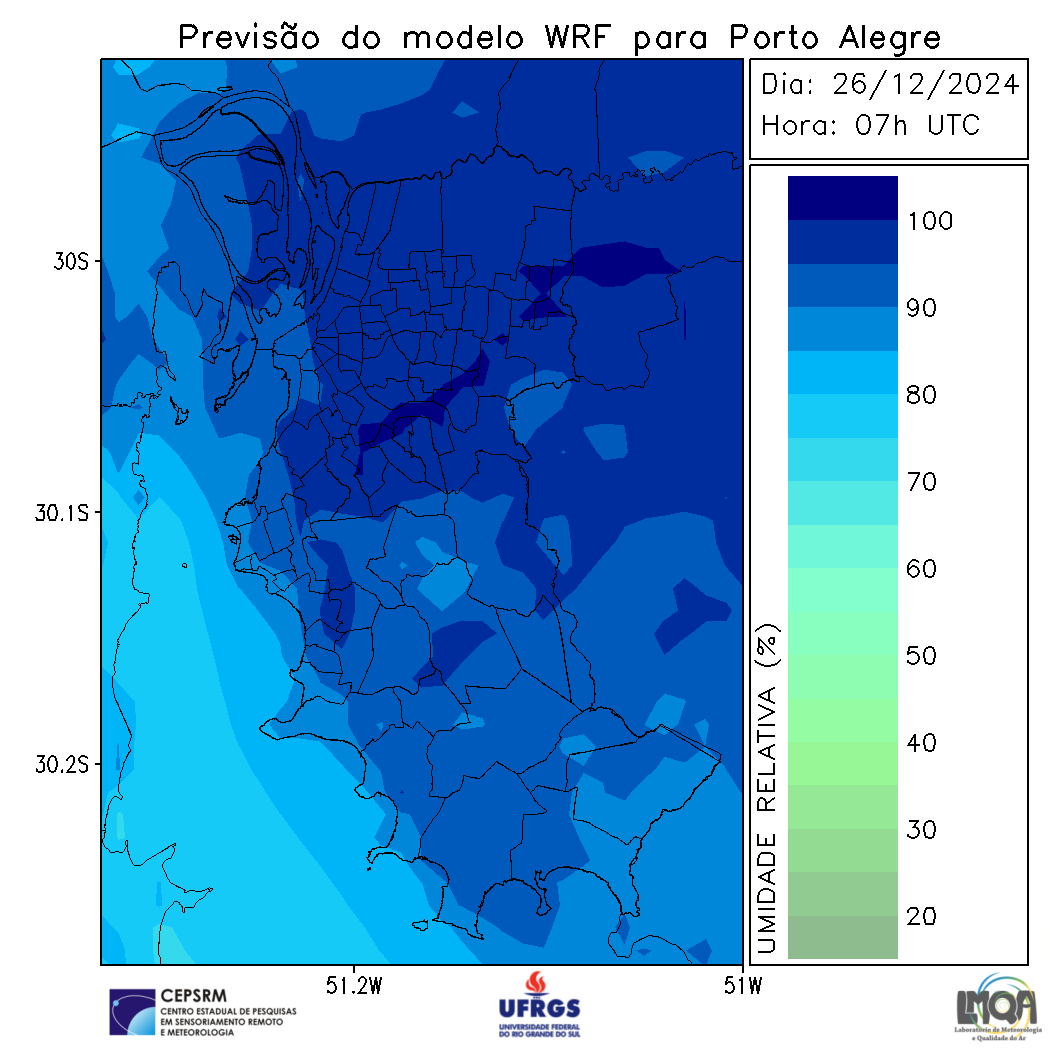 Previsão do modelo WRF para Porto Alegre
Dia: 26/12/2024
Hora: 07h UTC
30S
30.1S
30.2S
51.2W
51W
100
90
80
70
60
50
40
30
20
UMIDADE RELATIVA (%)
CEPSRM
CENTRO ESTADUAL DE PESQUISAS
EM SENSORIAMENTO REMOTO
E METEOROLOGIA
UFRGS
UNIVERSIDADE FEDERAL
DO RIO GRANDE DO SUL
LMQA
Laboratório de Meteorologia
e Qualidade do Ar